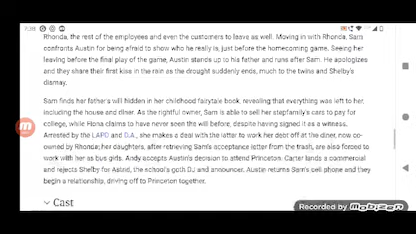 Rhonda, the rest of the employees and even the customers to leave as well. Moving in with Rhonda, Sam
confronts Austin for being afraid to show who he really is, just before the homecoming game. Seeing her
leaving before the final play of the game, Austin stands up to his father and runs after Sam. He apologizes
and they share their first kiss in the rain as the drought suddenly ends, much to the twins and Shelby's
dismay.
Sam finds her father's will hidden in her childhood fairytale book, revealing that everything was left to her,
including the house and diner. As the rightful owner, Sam is able to sell her stepfamily's cars to pay for
college, while Fiona claims to have never seen the will before, despite having signed it as a witness.
Arrested by the LAPD and D.A., she makes a deal with the latter to work her debt off at the diner, now co-
owned by Rhonda; her daughters, after retrieving Sam's acceptance letter from the trash, are also forced to
work with her as bus girls. Andy accepts Austin's decision to attend Princeton. Carter lands a commercial
and rejects Shelby for Astrid, the school's goth DJ and announcer. Austin returns Sam's cell phone and they
begin a relationship, driving off to Princeton together.
Cast
Recorded by
Mobizen